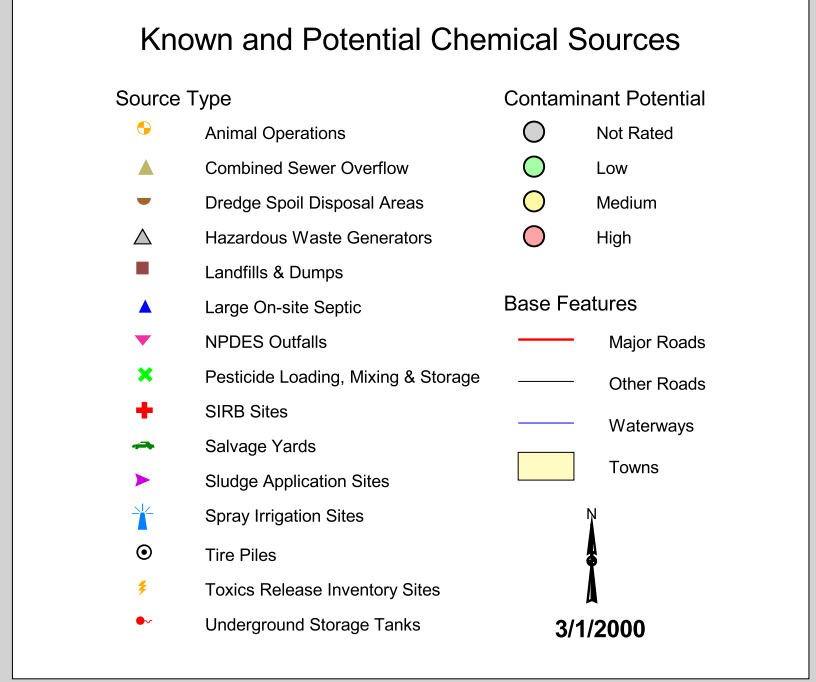 Known and Potential Chemical Sources
Source Type
Animal Operations
Combined Sewer Overflow
Dredge Spoil Disposal Areas
Hazardous Waste Generators
Landfills & Dumps
Large On-site Septic
NPDES Outfalls
Pesticide Loading, Mixing & Storage
SIRB Sites
Salvage Yards
Sludge Application Sites
Spray Irrigation Sites
Tire Piles
Toxics Release Inventory Sites
Underground Storage Tanks
Contaminant Potential
Not Rated
Low
Medium
High
Base Features
Major Roads
Other Roads
Waterways
Towns
N
3/1/2000